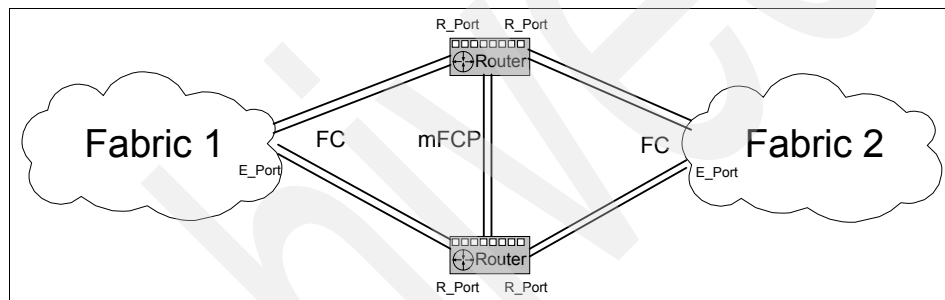 R_Port R_Port
Router
Fabric 1
FC
mFCP
FC
Fabric 2
E_Port
E_Port
Router
R_Port R_Port